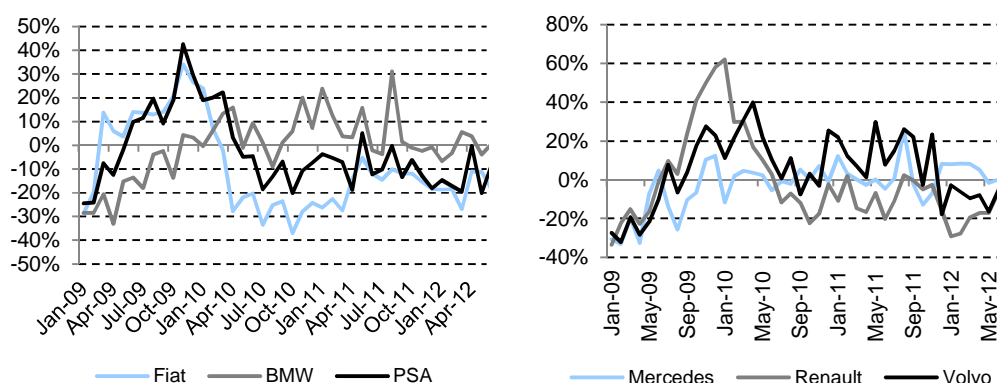 50%
40%
30%
20%
10%
0%
-10%
-20%
-30%
-40%
-50%
Jan-09
Apr-09
Jul-09
Oct-09
Jan-10
Apr-10
Jul-10
Oct-10
Jan-11
Apr-11
Jul-11
Oct-11
Jan-12
Apr-12
Fiat BMW PSA
80%
60%
40%
20%
0%
-20%
-40%
Jan-09
May-09
Sep-09
Jan-10
May-10
Sep-10
Jan-11
May-11
Sep-11
Jan-12
May-12
Mercedes Renault Volvo